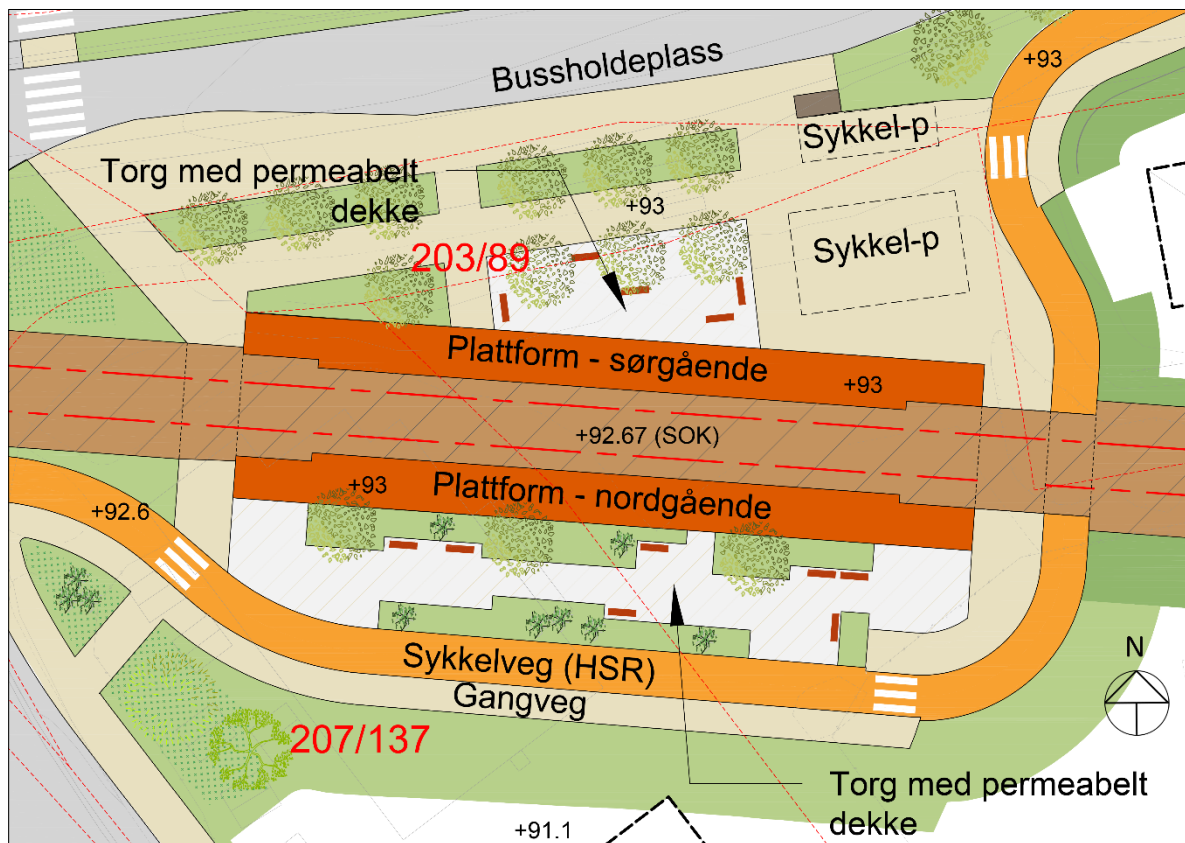 Bussholdeplass
+93
Sykkel-p
Torg med permeabelt
dekke
+93
203/89
Sykkel-p
Plattform - sørgående
+93
+92.67 (SOK)
+93
Plattform - nordgående
+92.6
Sykkelveg (HSR)
Gangveg
N
207/137
Torg med permeabelt
dekke
+91.1